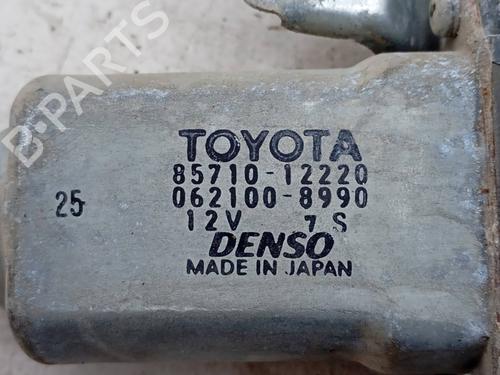 B-PARTS
TOYOTA
85710-12220
062100-8990
25
12V 7 S
DENSO
MADE IN JAPAN